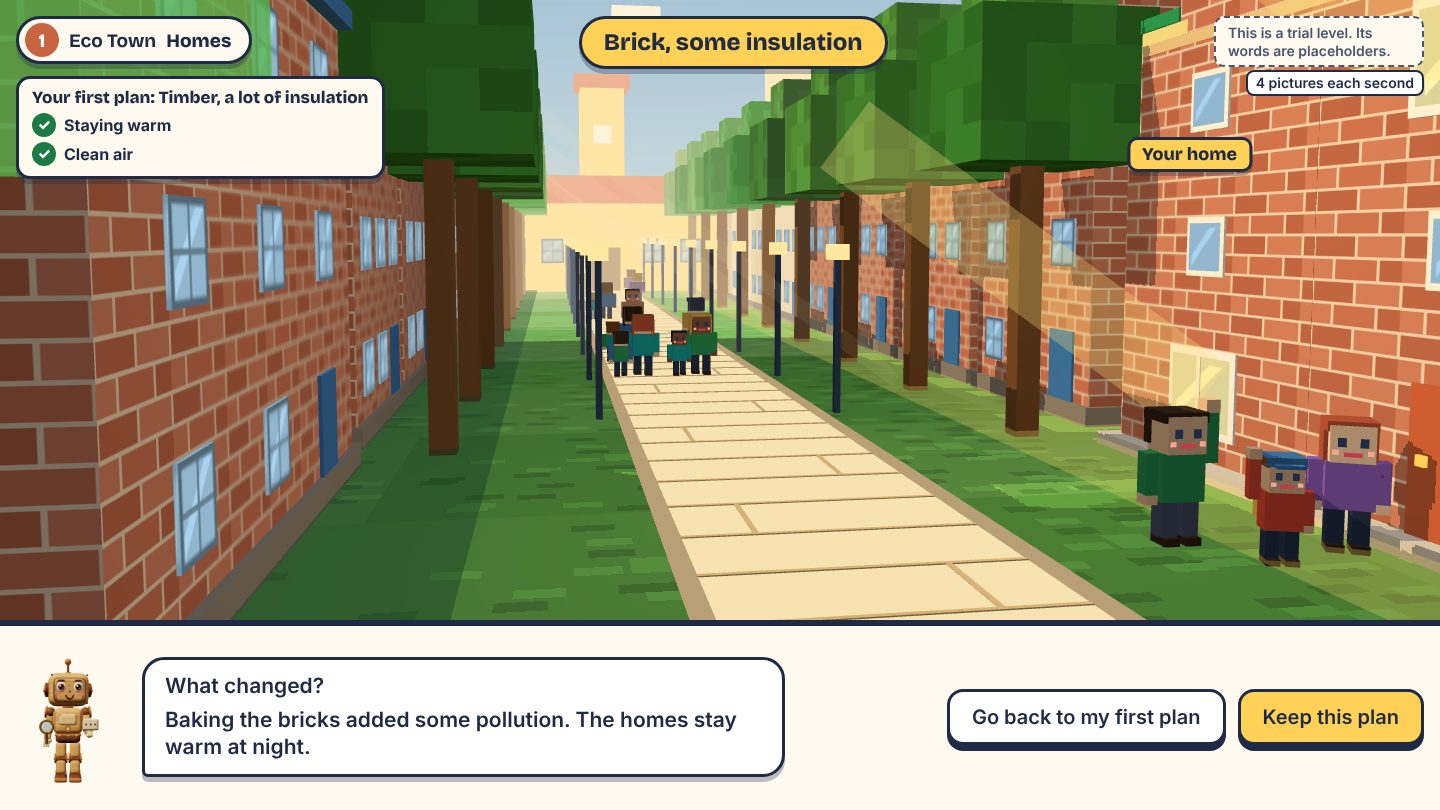 1 Eco Town Homes
Brick, some insulation
This is a trial level. Its
words are placeholders.
4 pictures each second
Your first plan: Timber, a lot of insulation
Staying warm
Clean air
Your home
What changed?
Baking the bricks added some pollution. The homes stay
warm at night.
Go back to my first plan
Keep this plan